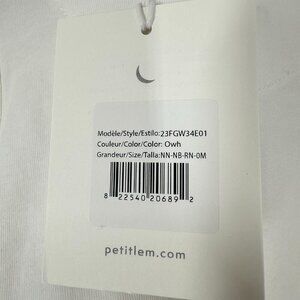 Modèle/Style/Estilo:23FGW34E01
Couleur/Color/Color: Owh
Grandeur/Size/Talla:NN-NB-RN-0M
8 22540 20689 2
petitlem.com